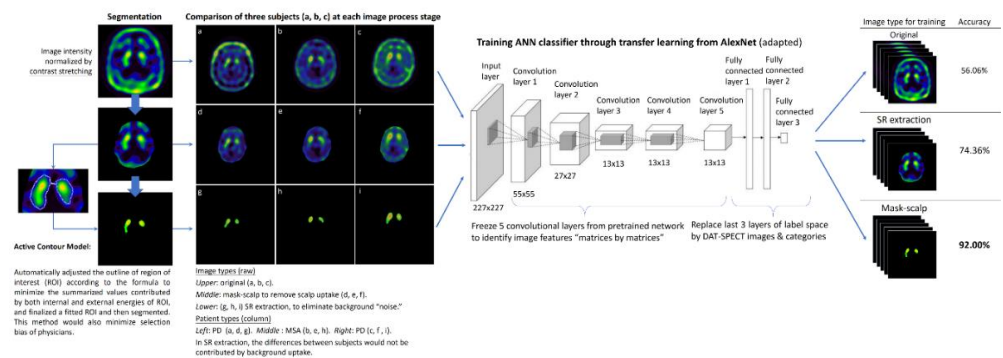 Segmentation
Image intensity
normalized by
contrast stretching
Active Contour Model:
Automatically adjusted the outline of region of
interest (ROI) according to the formula to
minimize the summarized values contributed
by both internal and external energies of ROI,
and finalized a fitted ROI and then segmented.
This method would also minimize selection
bias of physicians.
Comparison of three subjects (a, b, c) at each image process stage
a
b
c
d
e
f
g
h
i
Image types (raw)
Upper: original (a, b, c).
Middle: mask-scalp to remove scalp uptake (d, e, f).
Lower: (g, h, i) SR extraction, to eliminate background “noise.”
Patient types (column)
Left: PD (a, d, g). Middle : MSA (b, e, h). Right: PD (c, f , i).
In SR extraction, the differences between subjects would not be
contributed by background uptake.
Training ANN classifier through transfer learning from AlexNet (adapted)
Input
layer
Convolution
layer 1
Convolution
layer 2
Convolution
layer 3
Convolution
layer 4
Convolution
layer 5
Fully
connected
layer 1
Fully
connected
layer 2
Fully
connected
layer 3
227x227
55x55
27x27
13x13
13x13
13x13
Freeze 5 convolutional layers from pretrained network
to identify image features “matrices by matrices”
Replace last 3 layers of label space
by DAT-SPECT images & categories
Image type for training
Accuracy
Original
56.06%
SR extraction
74.36%
Mask-scalp
92.00%